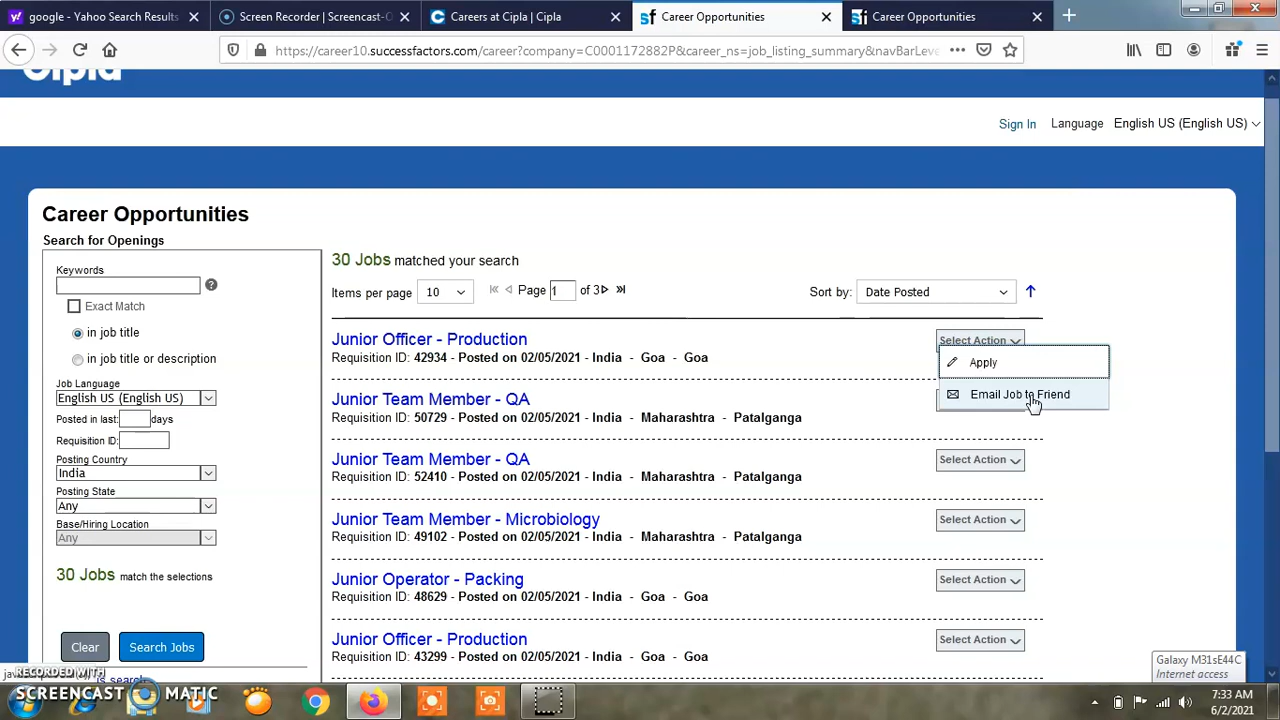 google - Yahoo Search Results
Screen Recorder | Screencast-O
Careers at Cipla | Cipla
Career Opportunities
Career Opportunities
https://career10.successfactors.com/career?company=C0001172882P&career_ns=job_listing_summary&navBarLeve
Cipla
Sign In Language English US (English US)
Career Opportunities
Search for Openings
Keywords
Exact Match
in job title
in job title or description
Job Language
English US (English US)
Posted in last: days
Requisition ID:
Posting Country
India
Posting State
Any
Base/Hiring Location
Any
30 Jobs match the selections
Clear Search Jobs
30 Jobs matched your search
Items per page 10 Page 1 of 3 Sort by: Date Posted
Junior Officer - Production Select Action
Requisition ID: 42934 - Posted on 02/05/2021 - India - Goa - Goa
Apply
Email Job to Friend
Junior Team Member - QA
Requisition ID: 50729 - Posted on 02/05/2021 - India - Maharashtra - Patalganga
Junior Team Member - QA Select Action
Requisition ID: 52410 - Posted on 02/05/2021 - India - Maharashtra - Patalganga
Junior Team Member - Microbiology Select Action
Requisition ID: 49102 - Posted on 02/05/2021 - India - Maharashtra - Patalganga
Junior Operator - Packing Select Action
Requisition ID: 48629 - Posted on 02/05/2021 - India - Goa - Goa
Junior Officer - Production Select Action
Requisition ID: 43299 - Posted on 02/05/2021 - India - Goa - Goa
Galaxy M31sE44C
Internet access
RECORDED WITH
SCREENCAST MATIC
7:33 AM
6/2/2021